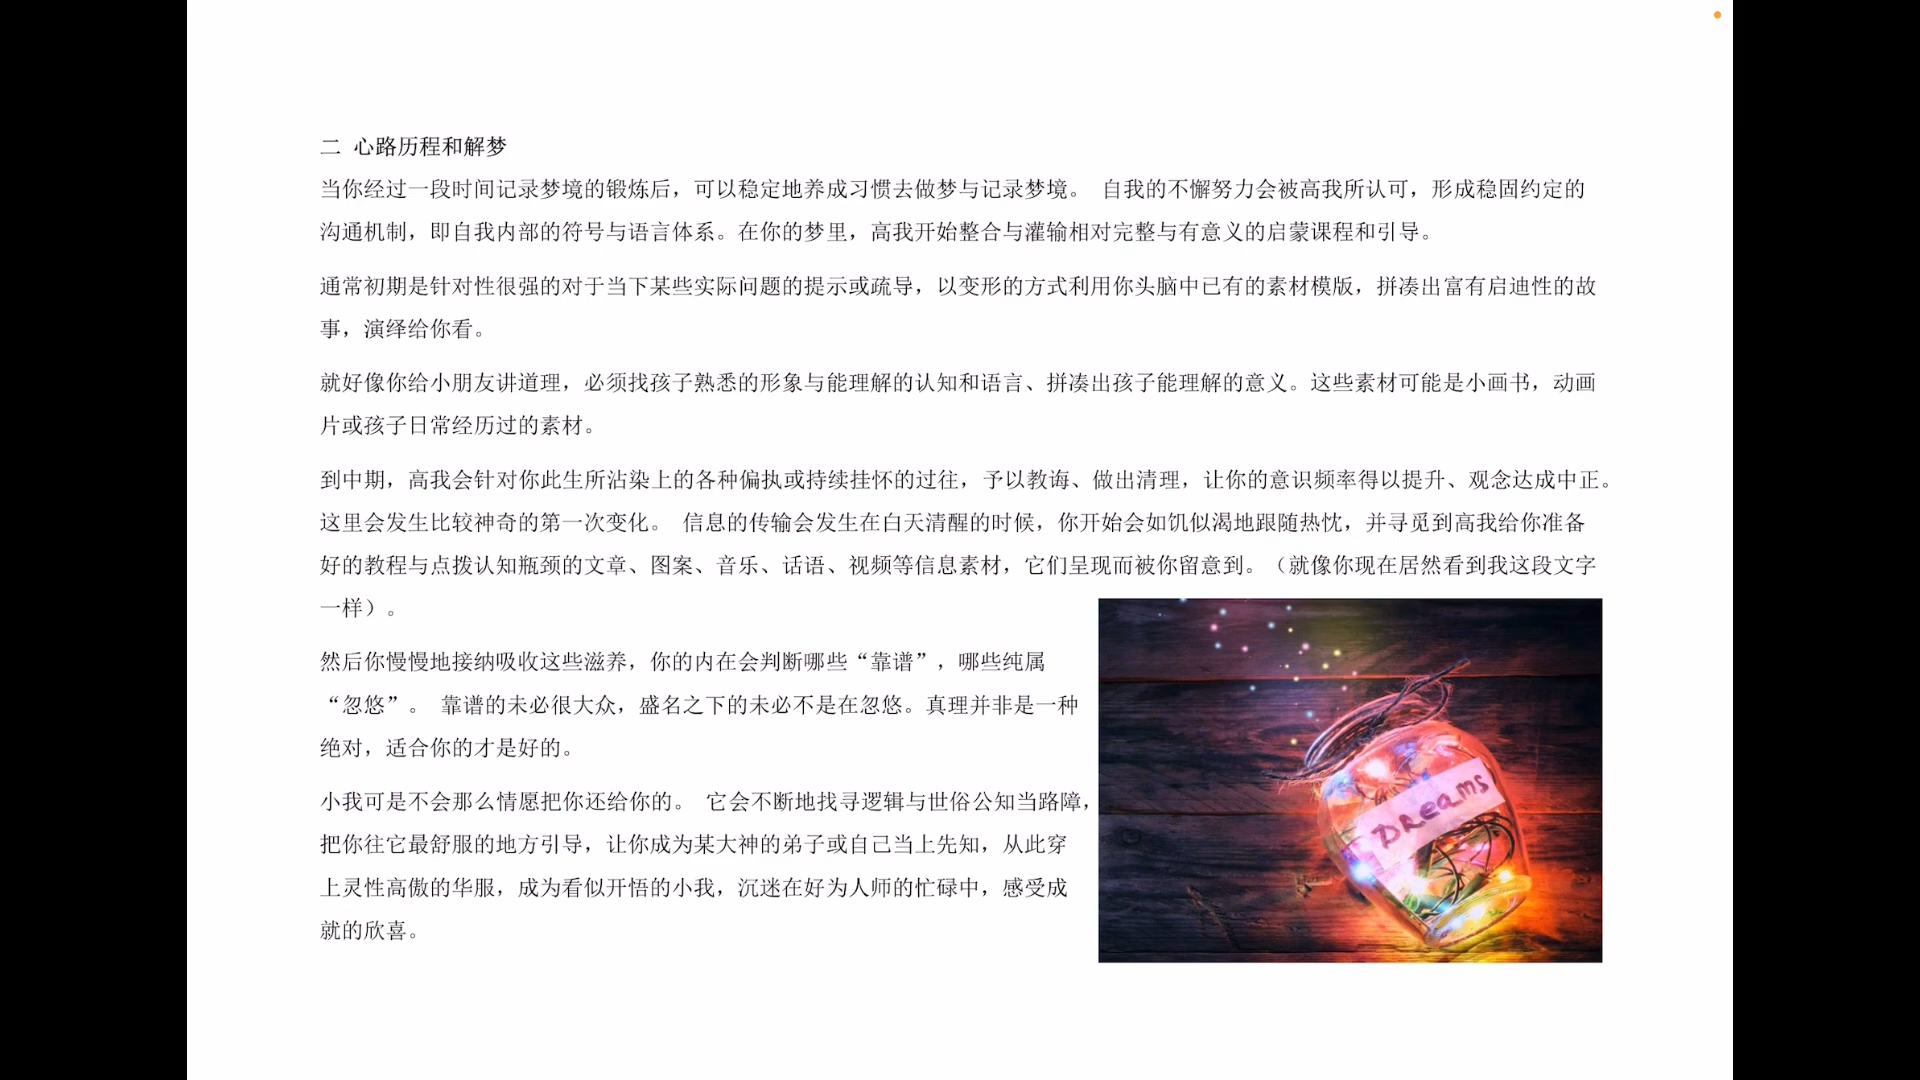 二 心路历程和解梦
当你经过一段时间记录梦境的锻炼后，可以稳定地养成习惯去做梦与记录梦境。 自我的不懈努力会被高我所认可，形成稳固约定的
沟通机制，即自我内部的符号与语言体系。在你的梦里，高我开始整合与灌输相对完整与有意义的启蒙课程和引导。
通常初期是针对性很强的对于当下某些实际问题的提示或疏导，以变形的方式利用你头脑中已有的素材模版，拼凑出富有启迪性的故
事，演绎给你看。
就好像你给小朋友讲道理，必须找孩子熟悉的形象与能理解的认知和语言、拼凑出孩子能理解的意义。这些素材可能是小画书，动画
片或孩子日常经历过的素材。
到中期，高我会针对你此生所沾染上的各种偏执或持续挂怀的过往，予以教诲、做出清理，让你的意识频率得以提升、观念达成中正。
这里会发生比较神奇的第一次变化。 信息的传输会发生在白天清醒的时候，你开始会如饥似渴地跟随热忱，并寻觅到高我给你准备
好的教程与点拨认知瓶颈的文章、图案、音乐、话语、视频等信息素材，它们呈现而被你留意到。（就像你现在居然看到我这段文字
一样）。
然后你慢慢地接纳吸收这些滋养，你的内在会判断哪些“靠谱”，哪些纯属
“忽悠”。 靠谱的未必很大众，盛名之下的未必不是在忽悠。真理并非是一种
绝对，适合你的才是好的。
小我可是不会那么情愿把你还给你的。 它会不断地找寻逻辑与世俗公知当路障，
把你往它最舒服的地方引导，让你成为某大神的弟子或自己当上先知，从此穿
上灵性高傲的华服，成为看似开悟的小我，沉迷在好为人师的忙碌中，感受成
就的欣喜。
DReams